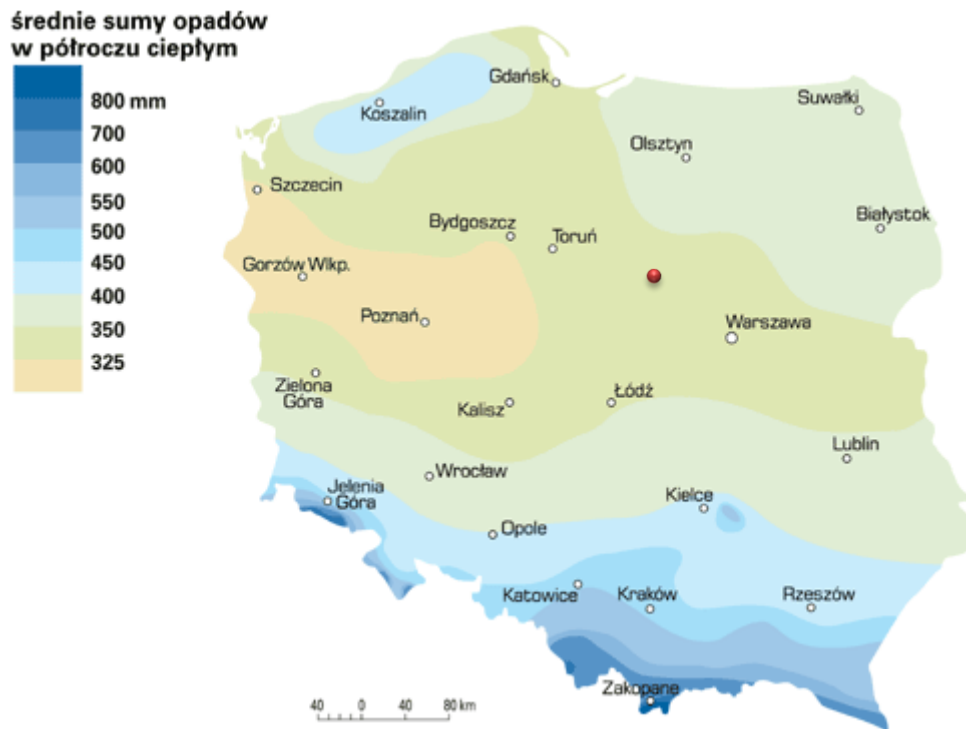 średnie sumy opadów
w półroczu ciepłym
800 mm
700
600
550
500
450
400
350
325
Gdańsk
Koszalin
Suwałki
Olsztyn
Szczecin
Białystok
Bydgoszcz
Toruń
Gorzów Wlkp.
Poznań
Warszawa
Zielona
Góra
Kalisz
Łódź
Lublin
Wrocław
Jelenia
Góra
Kielce
Opole
Katowice
Kraków
Rzeszów
Zakopane
40 0 40 80 km